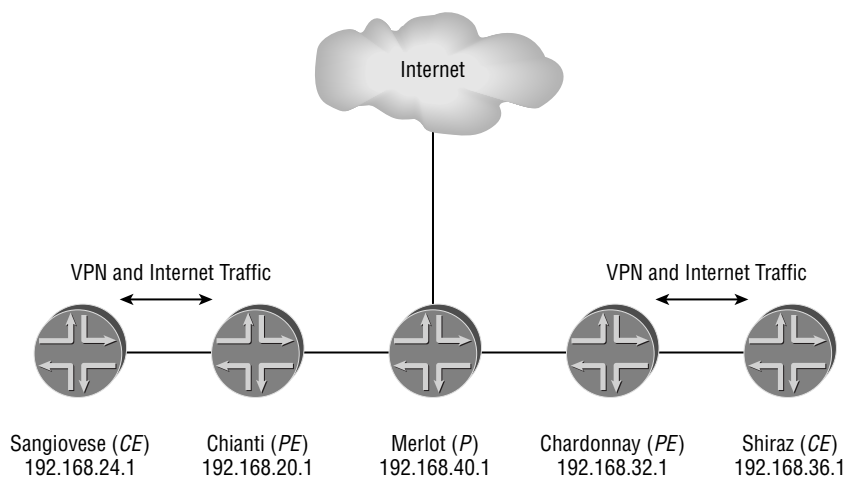 Internet
VPN and Internet Traffic
VPN and Internet Traffic
Sangiovese (CE)
192.168.24.1
Chianti (PE)
192.168.20.1
Merlot (P)
192.168.40.1
Chardonnay (PE)
192.168.32.1
Shiraz (CE)
192.168.36.1